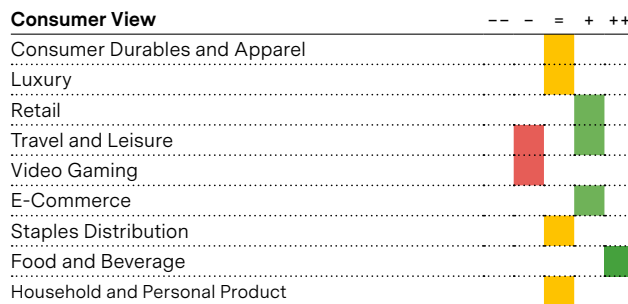 Consumer View -- - = + ++
Consumer Durables and Apparel
Luxury
Retail
Travel and Leisure
Video Gaming
E-Commerce
Staples Distribution
Food and Beverage
Household and Personal Product